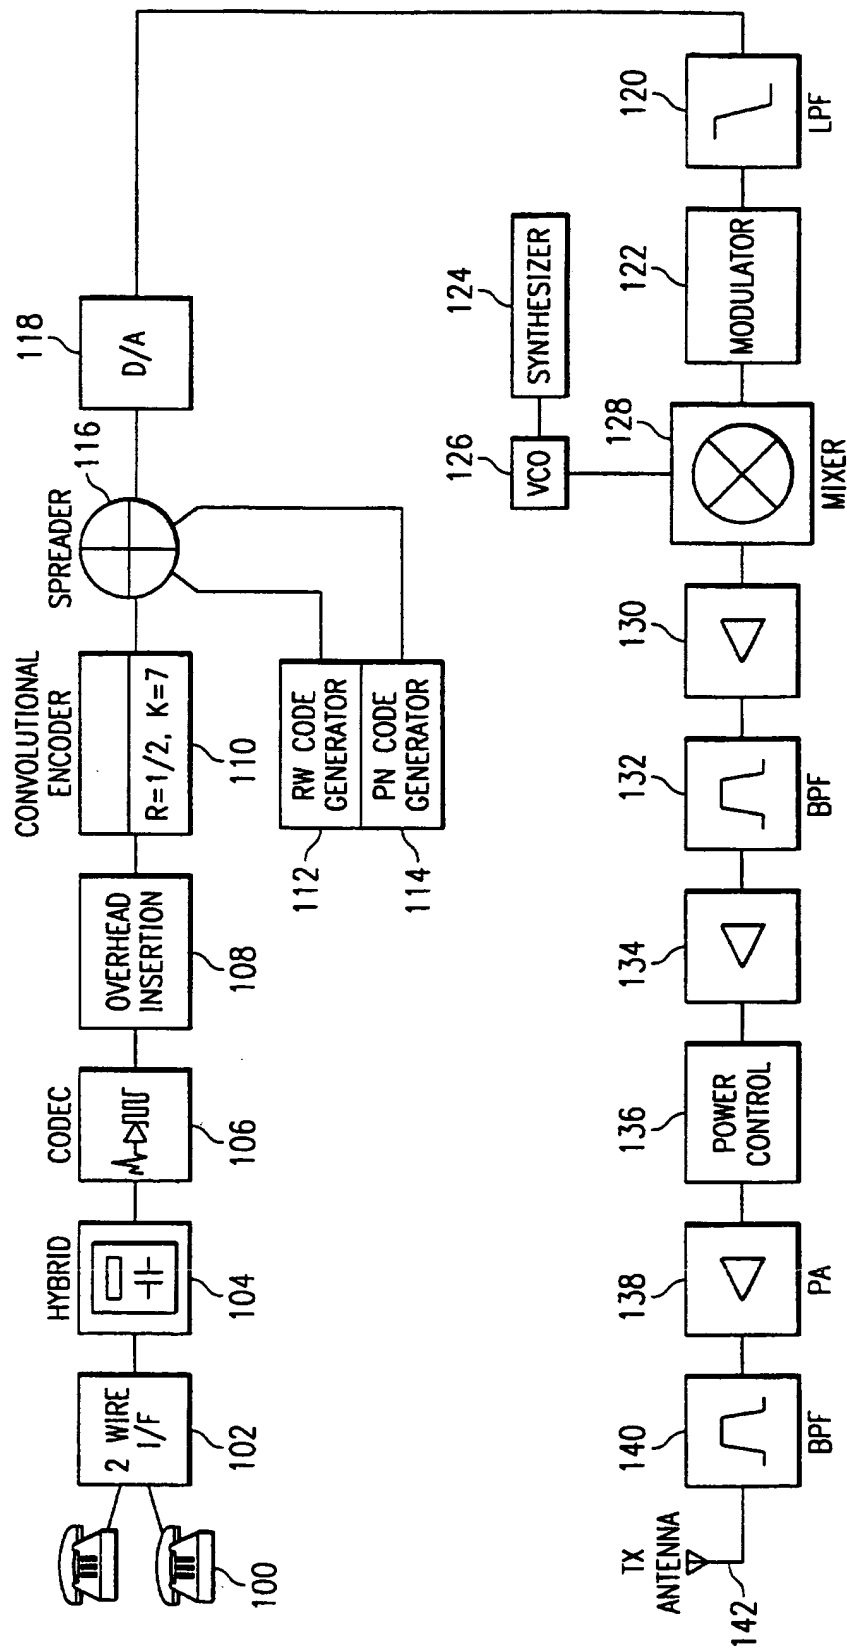 100
2 WIRE
I/F
102
HYBRID
104
CODEC
106
OVERHEAD
INSERTION
108
CONVOLUTIONAL
ENCODER
R=1/2, K=7
110
RW CODE
GENERATOR
112
PN CODE
GENERATOR
114
SPREADER
116
D/A
118
120
LPF
122
MODULATOR
124
SYNTHESIZER
126
VCO
128
MIXER
130
132
BPF
134
136
POWER
CONTROL
138
PA
140
BPF
TX
ANTENNA
142